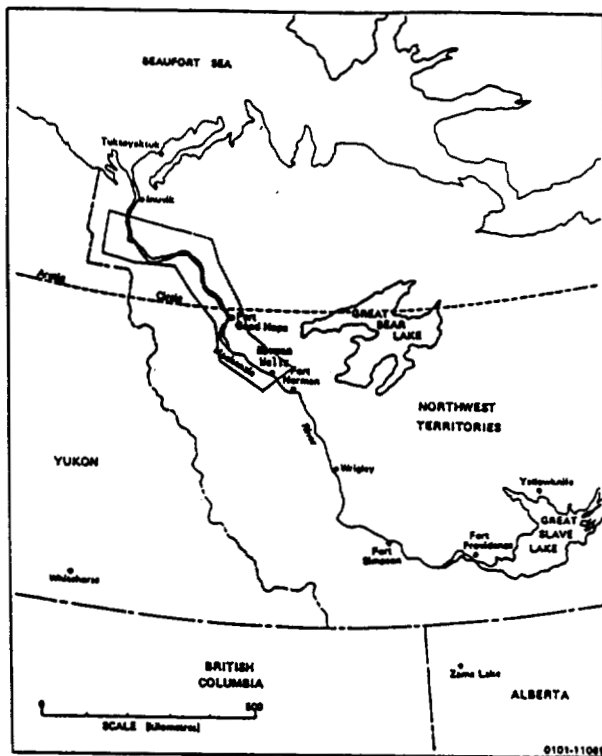 BEAUFORT SEA
Tuktoyaktuk
Inuvik
Arctic
Circle
Fort
Good Hope
GREAT
BEAR
LAKE
Norman
Wells
Fort
Norman
Mackenzie
River
NORTHWEST
TERRITORIES
YUKON
Wrigley
Yellowknife
GREAT
SLAVE
LAKE
Fort
Providence
Fort
Simpson
Whitehorse
BRITISH
COLUMBIA
Zama Lake
ALBERTA
0 500
SCALE (kilometres)